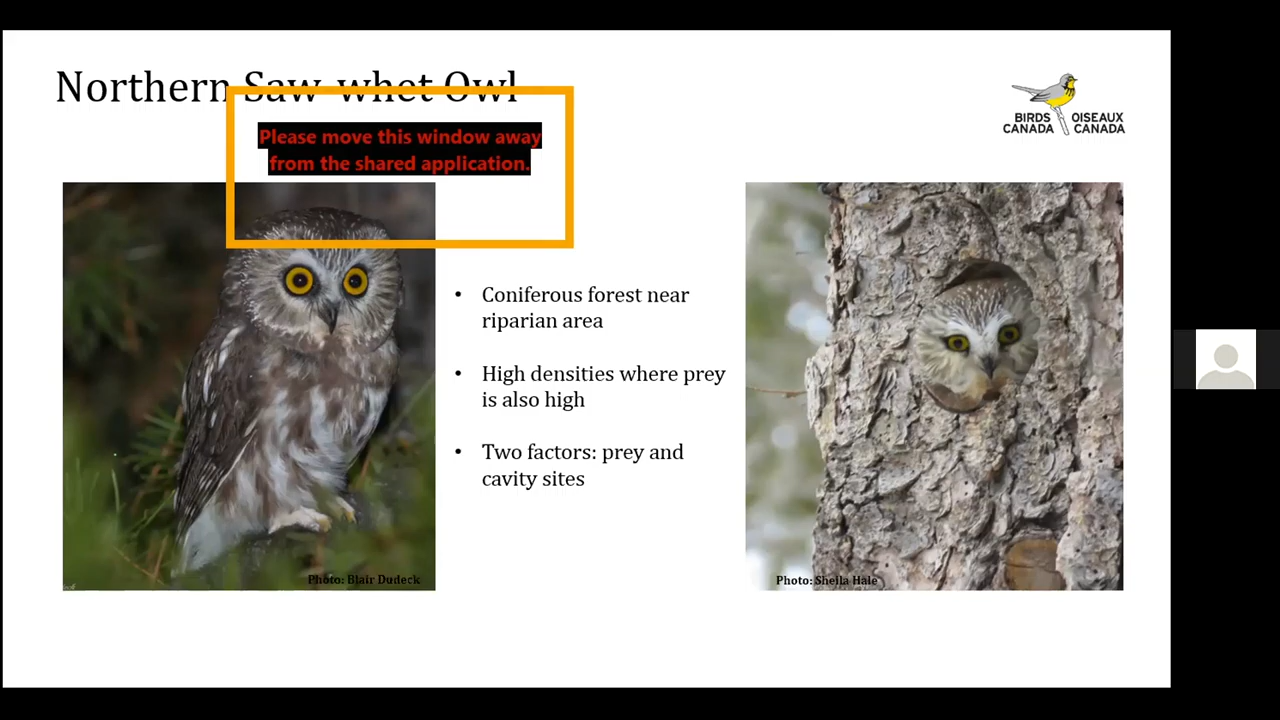 Northern Saw-whet Owl
Please move this window away
from the shared application.
BIRDS OISEAUX
CANADA CANADA
• Coniferous forest near
riparian area
• High densities where prey
is also high
• Two factors: prey and
cavity sites
Photo: Blair Dudeck
Photo: Sheila Hale